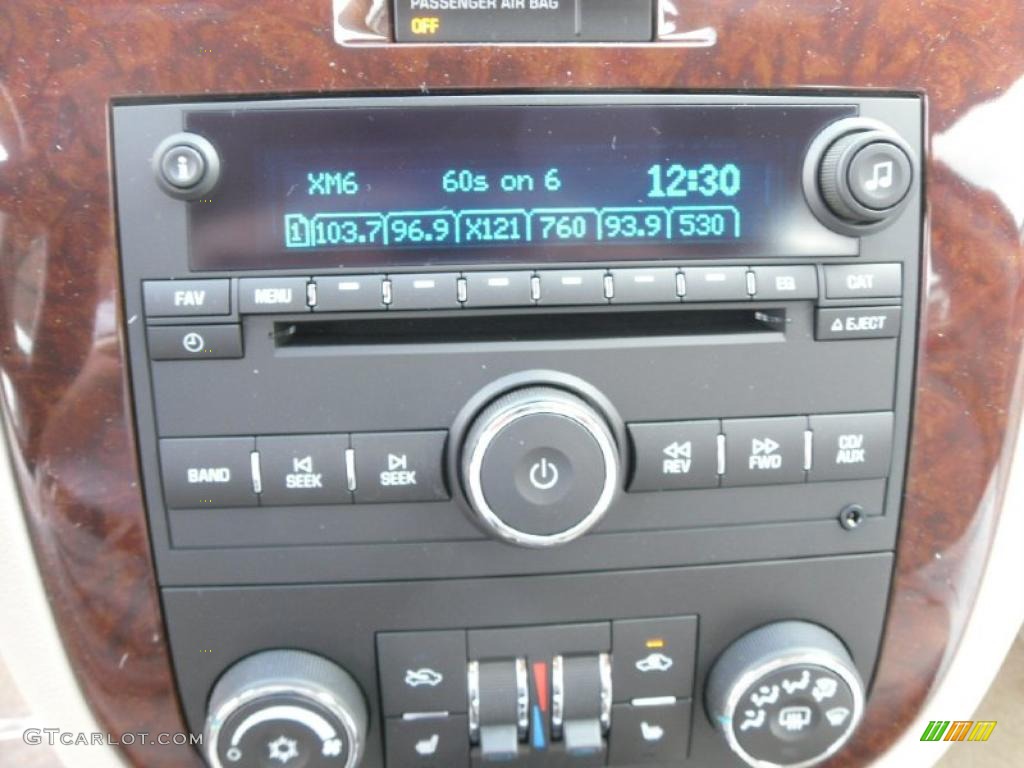 PASSENGER AIR BAG
OFF
XM6 60s on 6 12:30
1 103.7 96.9 X121 760 93.9 530
FAV MENU EQ CAT
EJECT
BAND SEEK SEEK REV FWD CD/AUX
GTCarLot.com